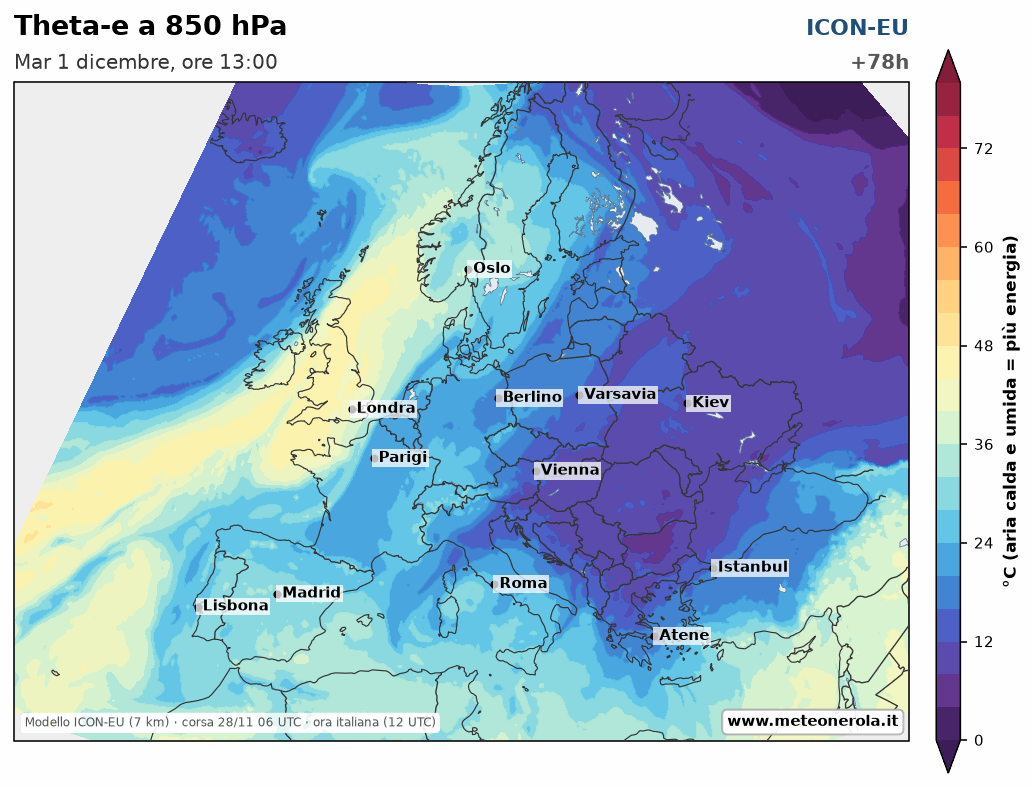 Theta-e a 850 hPa
ICON-EU
Mar 1 dicembre, ore 13:00
+78h
72
60
48
36
24
12
0
°C (aria calda e umida = più energia)
Oslo
Berlino
Varsavia
Kiev
Londra
Parigi
Vienna
Istanbul
Roma
Madrid
Lisbona
Atene
Modello ICON-EU (7 km) · corsa 28/11 06 UTC · ora italiana (12 UTC)
www.meteonerola.it